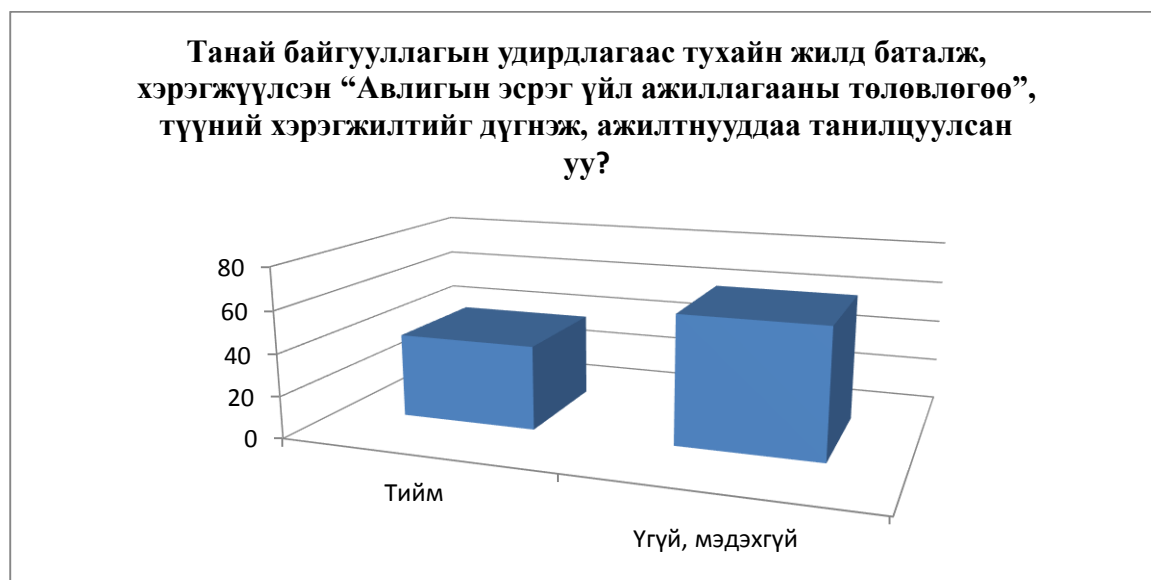 Танай байгууллагын удирдлагаас тухайн жилд баталж,
хэрэгжүүлсэн “Авлигын эсрэг үйл ажиллагааны төлөвлөгөө”,
түүний хэрэгжилтийг дүгнэж, ажилтнууддаа танилцуулсан
уу?
80
60
40
20
0
Тийм
Үгүй, мэдэхгүй